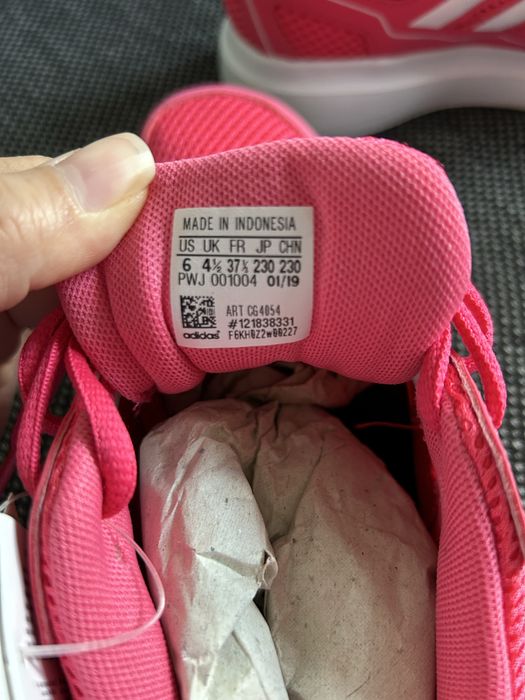 MADE IN INDONESIA
US UK FR JP CHN
6 4½ 37⅓ 230 230
PWJ 001004 01/19
ART CG4054
#121838331
adidas® F6KH0Z2W00227